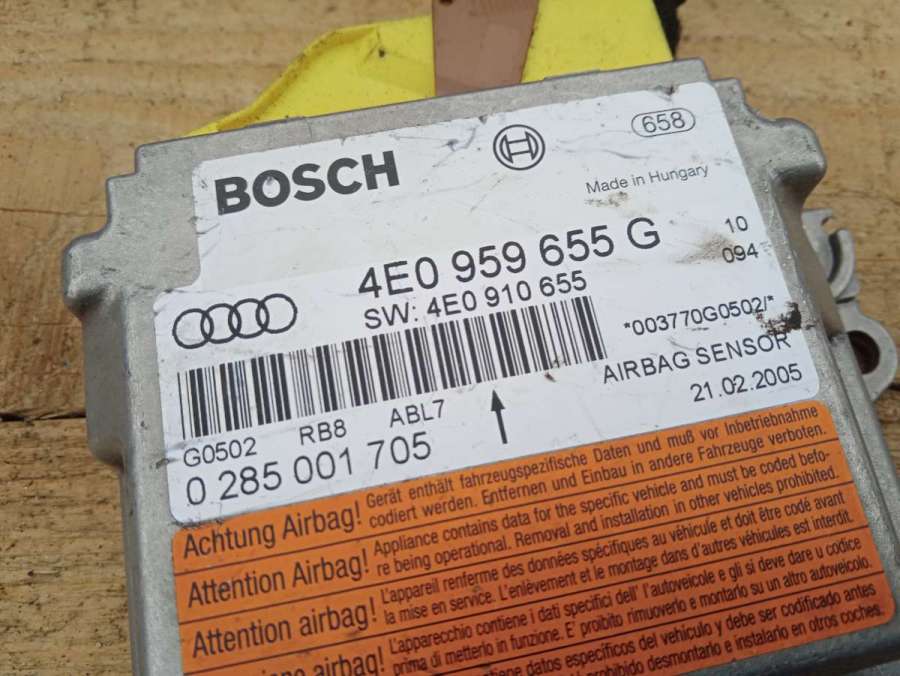 658
BOSCH
Made in Hungary
4E0 959 655 G
10
094
SW: 4E0 910 655
*003770G0502/*
AIRBAG SENSOR
21.02.2005
G0502 RB8 ABL7
0 285 001 705
Achtung Airbag! Gerät enthält fahrzeugspezifische Daten und muß vor Inbetriebnahme
codiert werden. Entfernen und Einbau in andere Fahrzeuge verboten.
Attention Airbag! Appliance contains data for the specific vehicle and must be coded befo-
re being operational. Removal and installation in other vehicles prohibited.
Attention airbag! L'appareil renferme des données spécifiques au véhicule et doit être codé avant
la mise en service. L'enlèvement et le montage dans d'autres véhicules est interdit.
airbag! L'apparecchio contiene i dati specifici dell' l'autoveicole e gli si deve dare u codice
prima di metterlo in funzione. E' proibito rimuoverlo e montarlo su un altro autoveicolo.
datos específicos del vehículo y debe ser codificado antes
prohibido desmontarlo e instalarlo en otros coches.